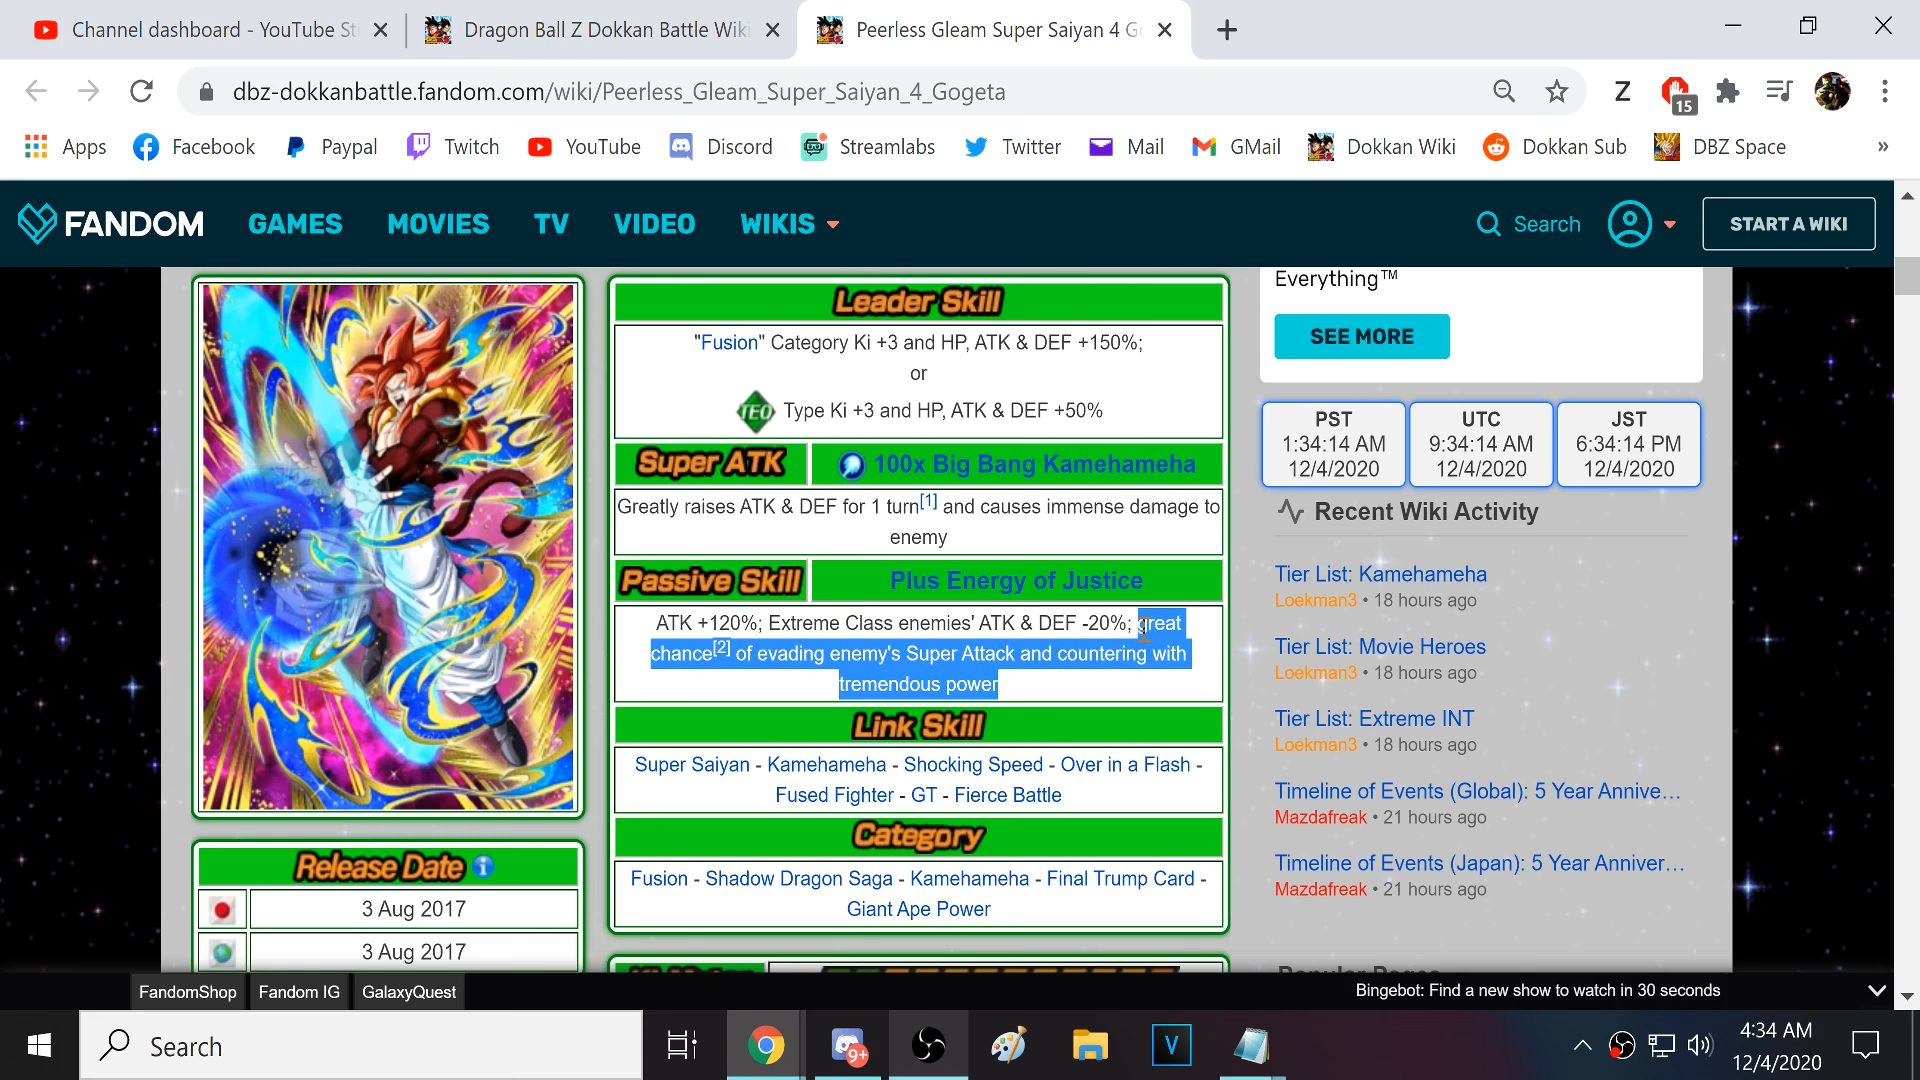 Channel dashboard - YouTube St
Dragon Ball Z Dokkan Battle Wiki
Peerless Gleam Super Saiyan 4 Go
dbz-dokkanbattle.fandom.com/wiki/Peerless_Gleam_Super_Saiyan_4_Gogeta
Z
15
Apps
Facebook
Paypal
Twitch
YouTube
Discord
Streamlabs
Twitter
Mail
GMail
Dokkan Wiki
Dokkan Sub
DBZ Space
»
FANDOM
GAMES
MOVIES
TV
VIDEO
WIKIS
Search
START A WIKI
Leader Skill
"Fusion" Category Ki +3 and HP, ATK & DEF +150%;
or
TEQ Type Ki +3 and HP, ATK & DEF +50%
Super ATK
100x Big Bang Kamehameha
Greatly raises ATK & DEF for 1 turn[1] and causes immense damage to
enemy
Passive Skill
Plus Energy of Justice
ATK +120%; Extreme Class enemies' ATK & DEF -20%; great
chance[2] of evading enemy's Super Attack and countering with
tremendous power
Link Skill
Super Saiyan - Kamehameha - Shocking Speed - Over in a Flash -
Fused Fighter - GT - Fierce Battle
Category
Fusion - Shadow Dragon Saga - Kamehameha - Final Trump Card -
Giant Ape Power
Release Date
3 Aug 2017
3 Aug 2017
Everything™
SEE MORE
PST
1:34:14 AM
12/4/2020
UTC
9:34:14 AM
12/4/2020
JST
6:34:14 PM
12/4/2020
Recent Wiki Activity
Tier List: Kamehameha
Loekman3 • 18 hours ago
Tier List: Movie Heroes
Loekman3 • 18 hours ago
Tier List: Extreme INT
Loekman3 • 18 hours ago
Timeline of Events (Global): 5 Year Annive...
Mazdafreak • 21 hours ago
Timeline of Events (Japan): 5 Year Anniver...
Mazdafreak • 21 hours ago
Popular Pages
FandomShop
Fandom IG
GalaxyQuest
Bingebot: Find a new show to watch in 30 seconds
Search
9+
V
4:34 AM
12/4/2020